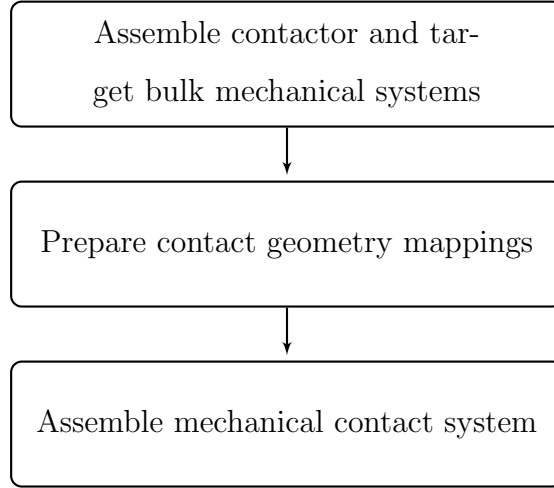 Assemble contactor and tar-
get bulk mechanical systems
Prepare contact geometry mappings
Assemble mechanical contact system